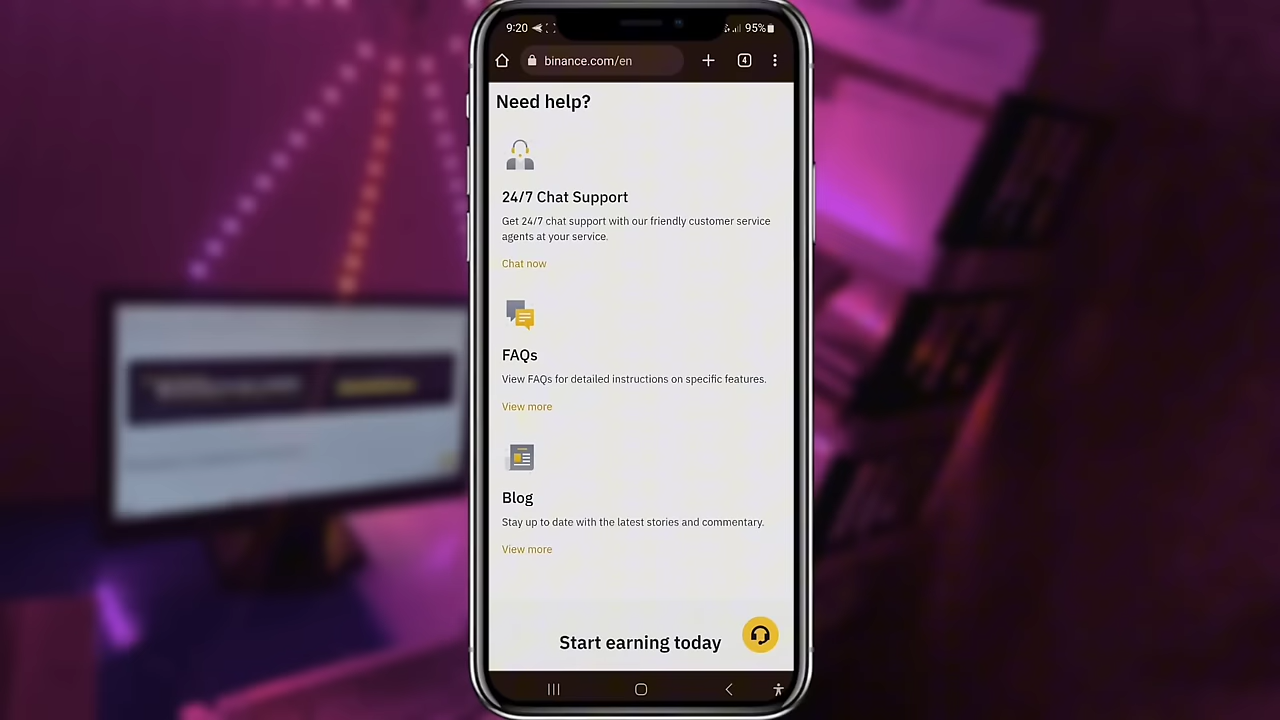 9:20
95%
binance.com/en
4
Need help?
24/7 Chat Support
Get 24/7 chat support with our friendly customer service
agents at your service.
Chat now
FAQs
View FAQs for detailed instructions on specific features.
View more
Blog
Stay up to date with the latest stories and commentary.
View more
Start earning today